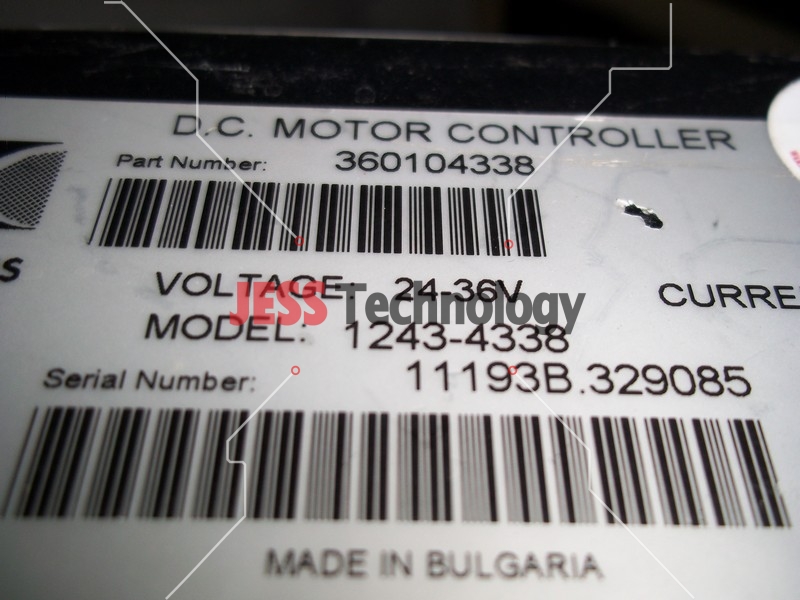 D.C. MOTOR CONTROLLER
Part Number: 360104338
VOLTAGE: 24-36V
JESS Technology
MODEL: 1243-4338
Serial Number: 11193B.329085
MADE IN BULGARIA